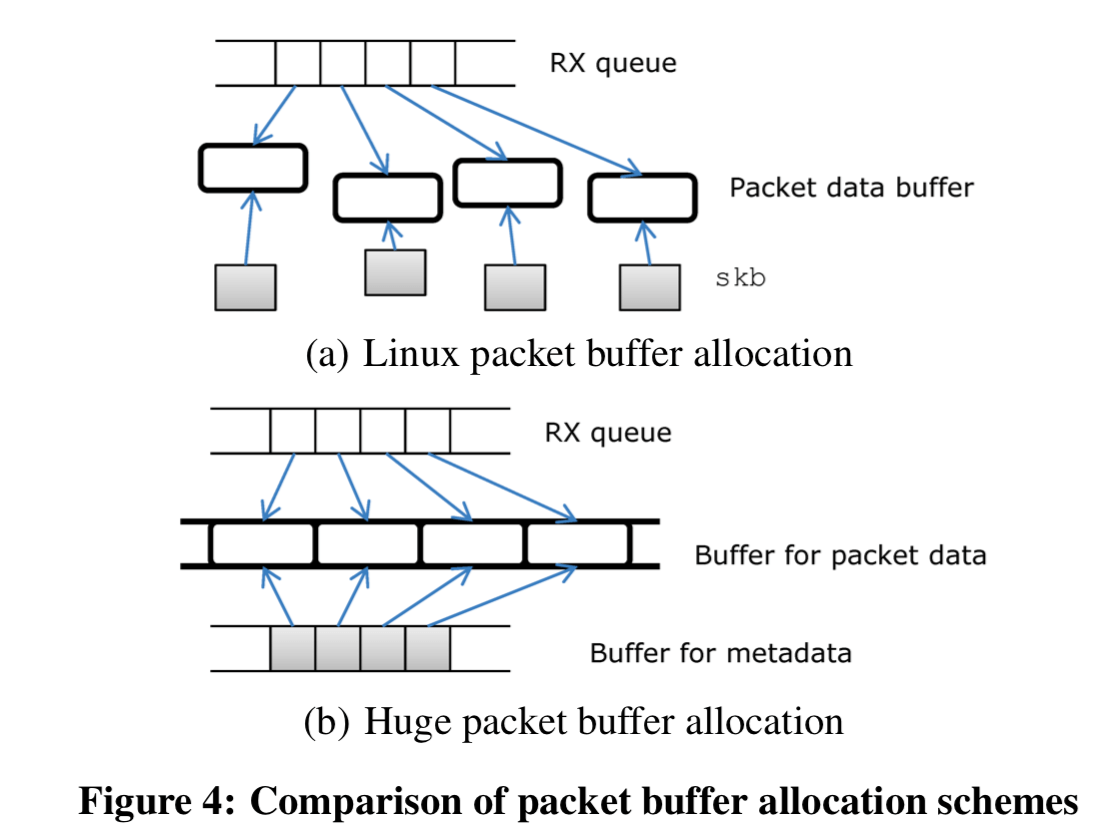 RX queue
Packet data buffer
skb
(a) Linux packet buffer allocation
RX queue
Buffer for packet data
Buffer for metadata
(b) Huge packet buffer allocation
Figure 4: Comparison of packet buffer allocation schemes